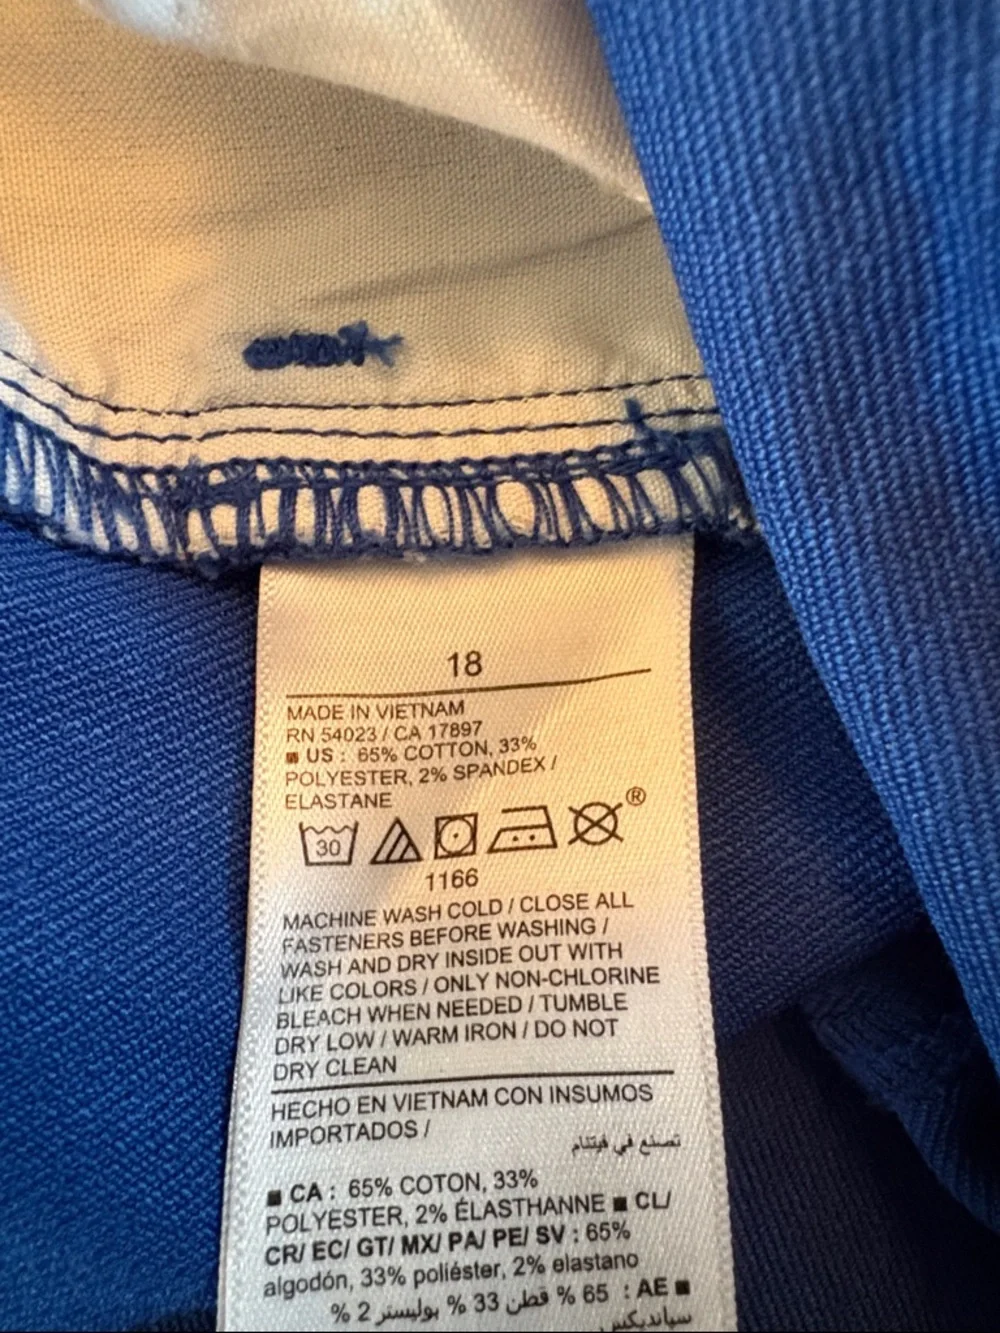 18
MADE IN VIETNAM
RN 54023 / CA 17897
■ US : 65% COTTON, 33%
POLYESTER, 2% SPANDEX /
ELASTANE
30
®
1166
MACHINE WASH COLD / CLOSE ALL
FASTENERS BEFORE WASHING /
WASH AND DRY INSIDE OUT WITH
LIKE COLORS / ONLY NON-CHLORINE
BLEACH WHEN NEEDED / TUMBLE
DRY LOW / WARM IRON / DO NOT
DRY CLEAN
HECHO EN VIETNAM CON INSUMOS
IMPORTADOS /
تصنع في فيتنام
■ CA : 65% COTON, 33%
POLYESTER, 2% ÉLASTHANNE ■ CL/
CR/ EC/ GT/ MX/ PA/ PE/ SV : 65%
algodón, 33% poliéster, 2% elastano
■ AE : 65 % قطن 33 % بوليستر 2 %
سبانديكس